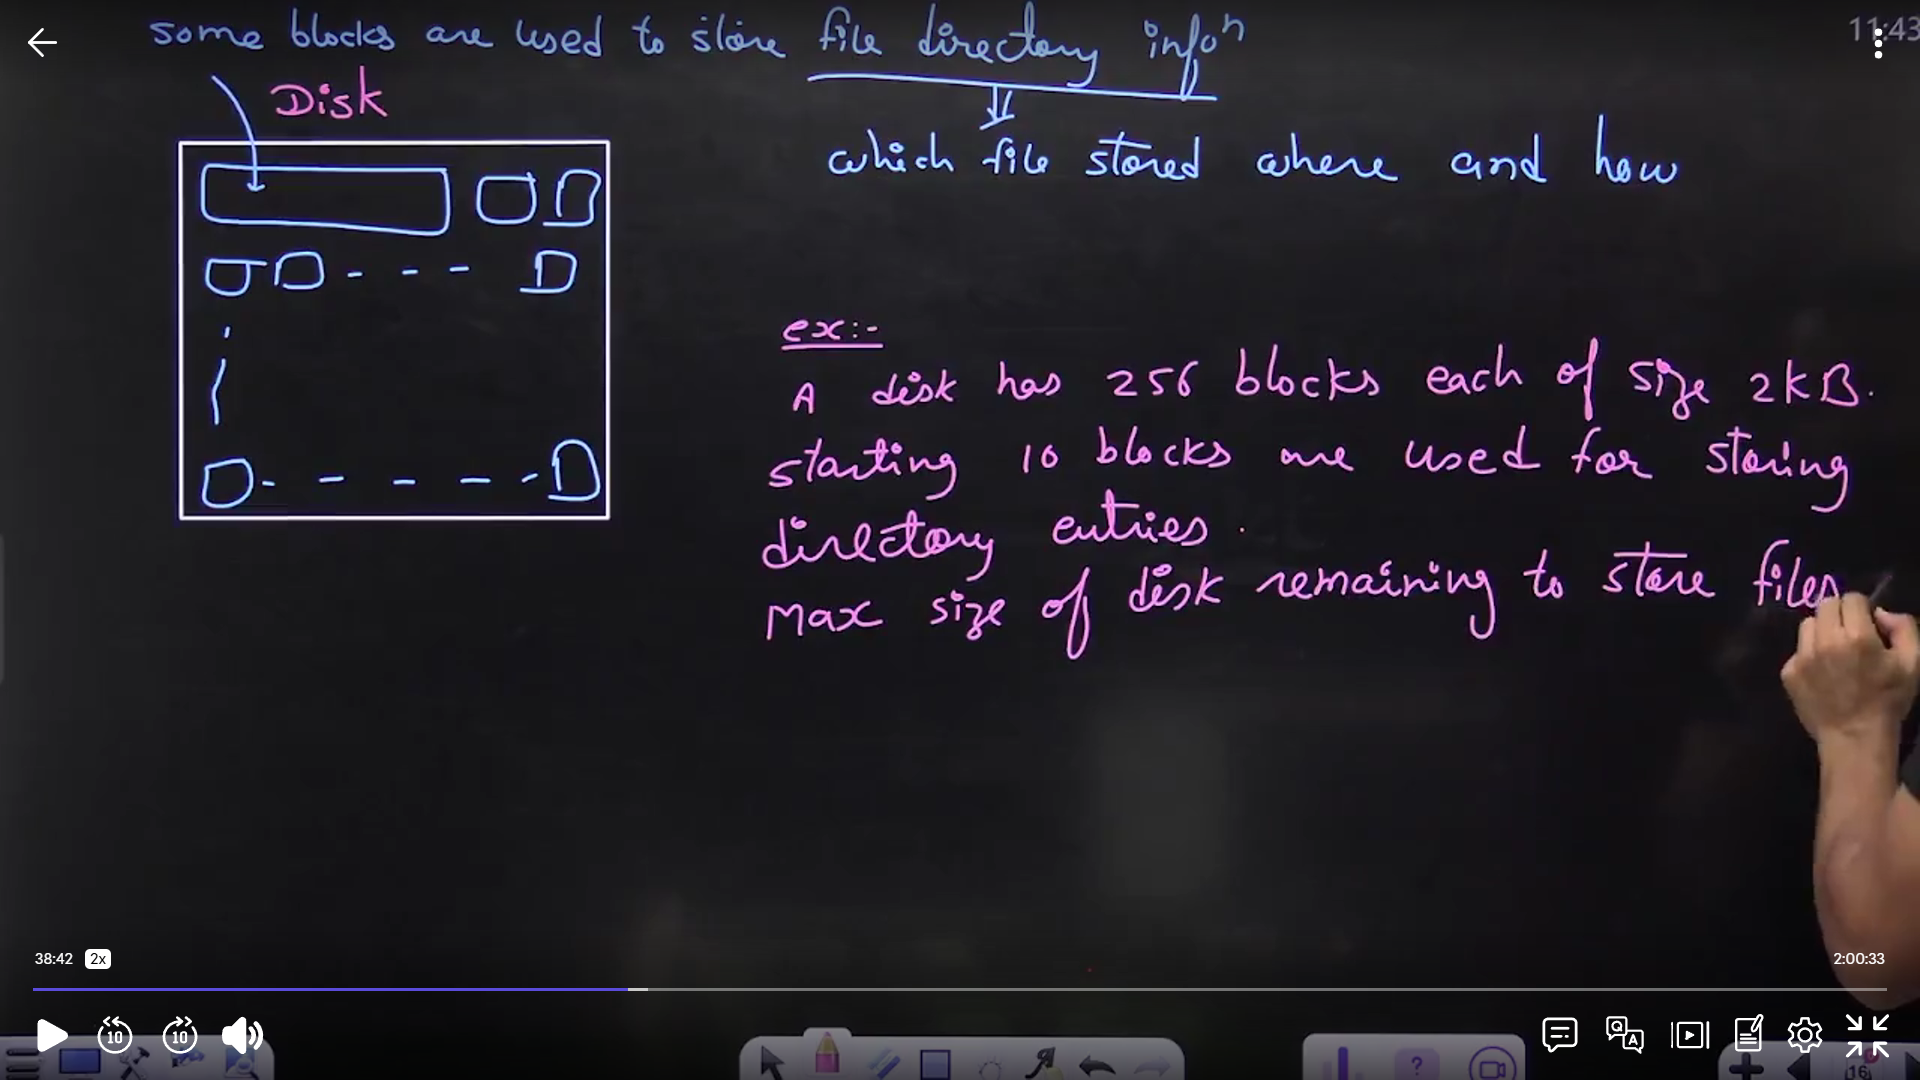 some blocks are used to store file directory infoⁿ
11:43
Disk
which file stored where and how
ex:-
A disk has 256 blocks each of size 2kB.
starting 10 blocks are used for storing
directory entries.
Max size of disk remaining to store files
38:42 2x
2:00:33
10 10
Q A
?
16